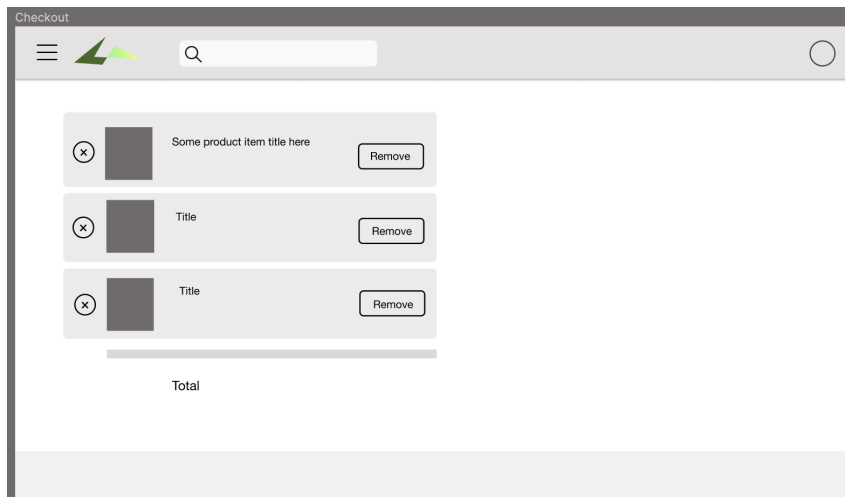 Checkout
Some product item title here
Remove
Title
Remove
Title
Remove
Total